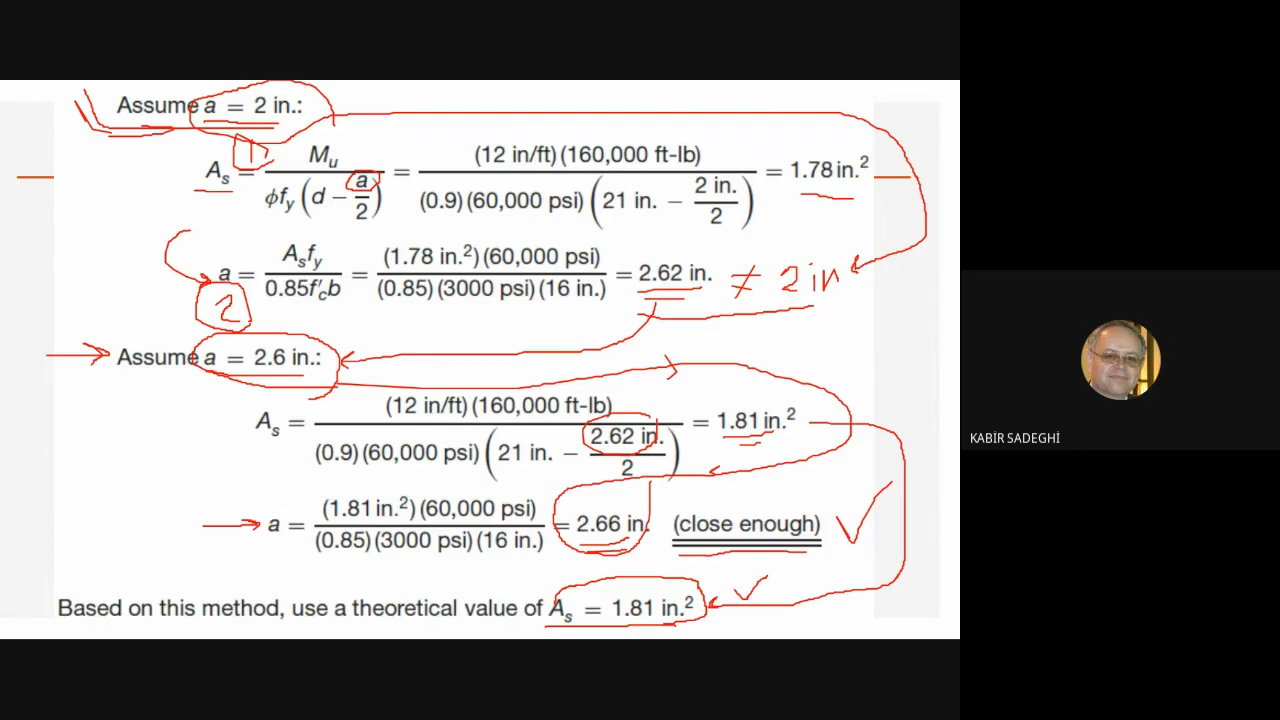 Assume a = 2 in.:
1
A_s = M_u / φf_y (d − a/2) = (12 in/ft) (160,000 ft-lb) / (0.9) (60,000 psi) (21 in. − 2 in./2) = 1.78 in.²
a = A_s f_y / 0.85f′_c b = (1.78 in.²) (60,000 psi) / (0.85) (3000 psi) (16 in.) = 2.62 in. ≠ 2 in
2
Assume a = 2.6 in.:
A_s = (12 in/ft) (160,000 ft-lb) / (0.9) (60,000 psi) (21 in. − 2.62 in./2) = 1.81 in.²
KABİR SADEGHİ
a = (1.81 in.²) (60,000 psi) / (0.85) (3000 psi) (16 in.) = 2.66 in. (close enough)
Based on this method, use a theoretical value of A_s = 1.81 in.²